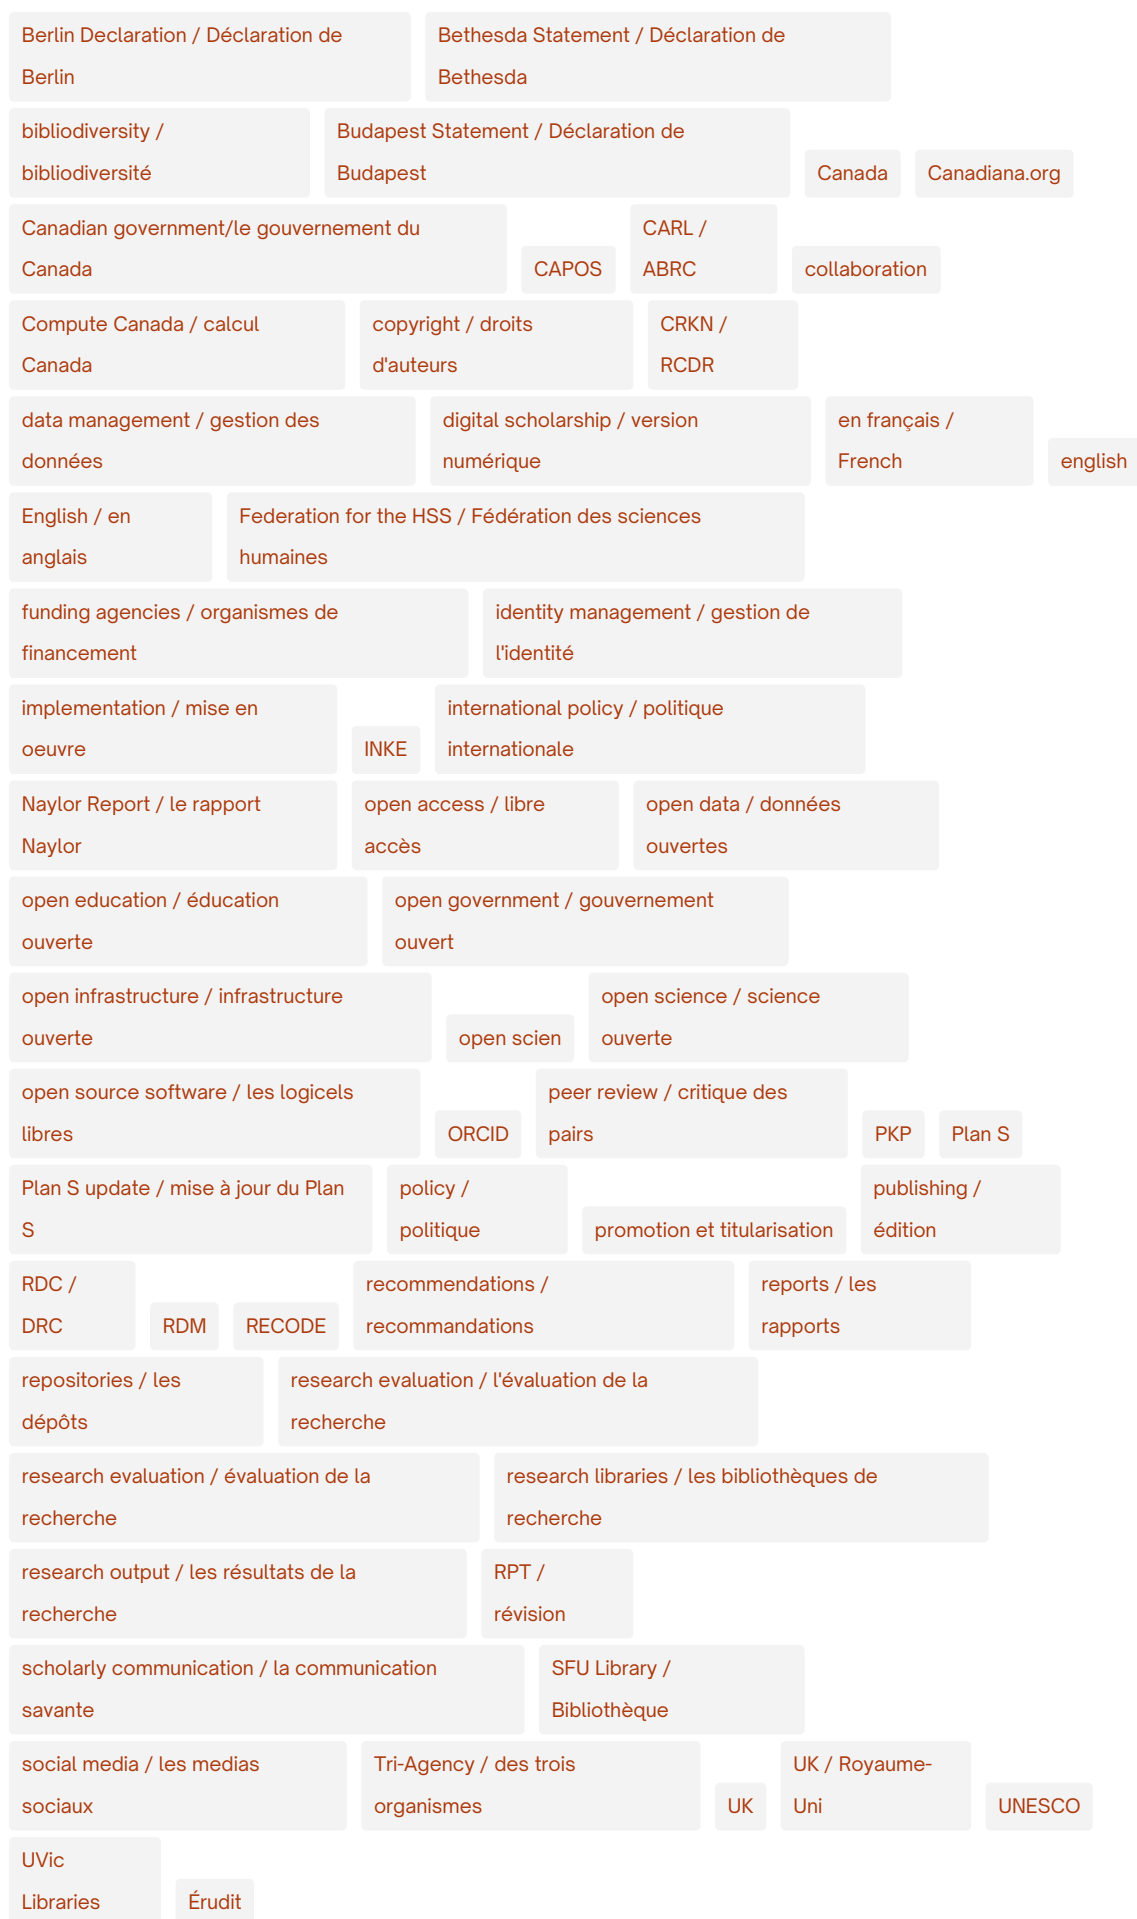 Berlin Declaration / Déclaration de
Berlin
Bethesda Statement / Déclaration de
Bethesda
bibliodiversity /
bibliodiversité
Budapest Statement / Déclaration de
Budapest
Canada
Canadiana.org
Canadian government/le gouvernement du
Canada
CAPOS
CARL /
ABRC
collaboration
Compute Canada / calcul
Canada
copyright / droits
d'auteurs
CRKN /
RCDR
data management / gestion des
données
digital scholarship / version
numérique
en français /
French
english
English / en
anglais
Federation for the HSS / Fédération des sciences
humaines
funding agencies / organismes de
financement
identity management / gestion de
l'identité
implementation / mise en
oeuvre
INKE
international policy / politique
internationale
Naylor Report / le rapport
Naylor
open access / libre
accès
open data / données
ouvertes
open education / éducation
ouverte
open government / gouvernement
ouvert
open infrastructure / infrastructure
ouverte
open scien
open science / science
ouverte
open source software / les logicels
libres
ORCID
peer review / critique des
pairs
PKP
Plan S
Plan S update / mise à jour du Plan
S
policy /
politique
promotion et titularisation
publishing /
édition
RDC /
DRC
RDM
RECODE
recommendations /
recommandations
reports / les
rapports
repositories / les
dépôts
research evaluation / l'évaluation de la
recherche
research evaluation / évaluation de la
recherche
research libraries / les bibliothèques de
recherche
research output / les résultats de la
recherche
RPT /
révision
scholarly communication / la communication
savante
SFU Library /
Bibliothèque
social media / les medias
sociaux
Tri-Agency / des trois
organismes
UK
UK / Royaume-
Uni
UNESCO
UVic
Libraries
Érudit